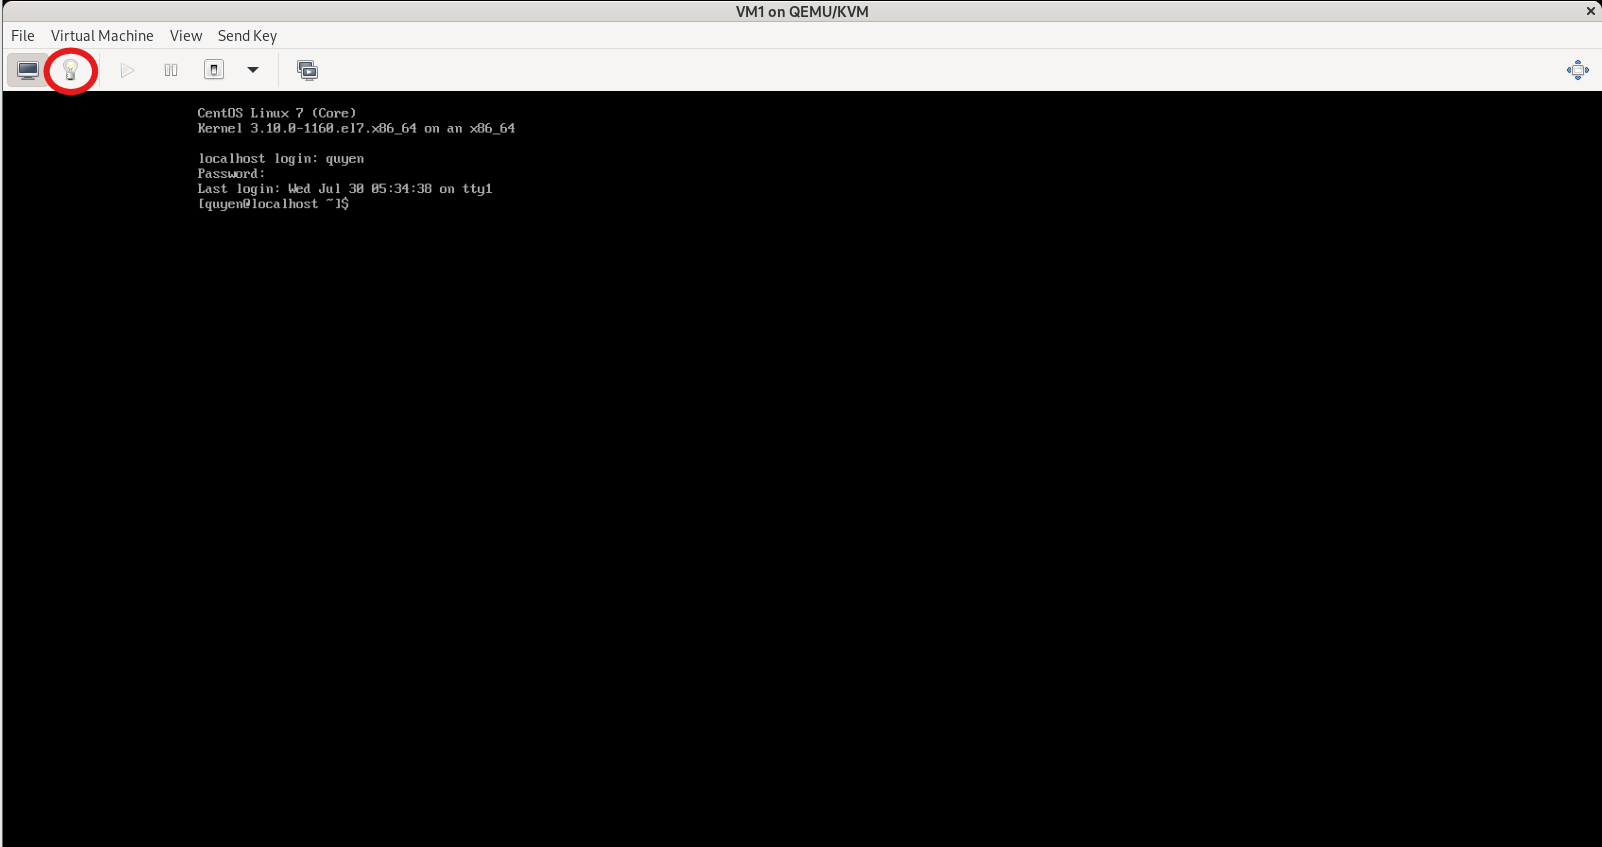 VM1 on QEMU/KVM
File Virtual Machine View Send Key
CentOS Linux 7 (Core)
Kernel 3.10.0-1160.el7.x86_64 on an x86_64
localhost login: quyen
Password:
Last login: Wed Jul 30 05:34:38 on tty1
[quyen@localhost ~]$